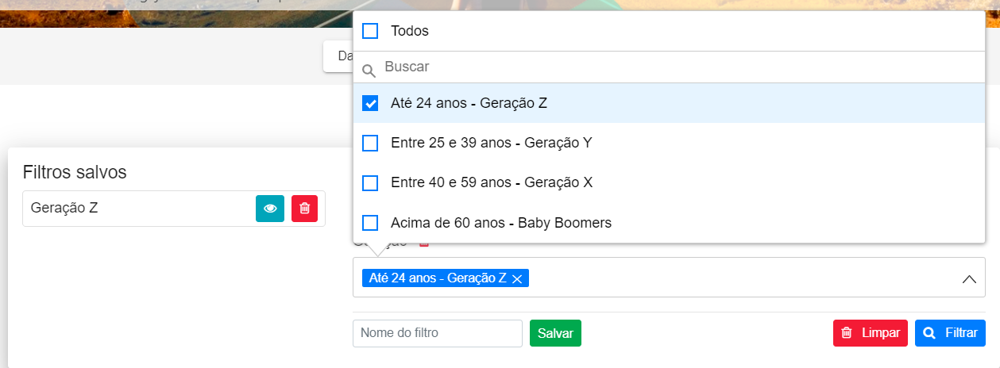 Todos
Da
Buscar
Até 24 anos - Geração Z
Entre 25 e 39 anos - Geração Y
Filtros salvos
Entre 40 e 59 anos - Geração X
Geração Z
Acima de 60 anos - Baby Boomers
Até 24 anos - Geração Z
Nome do filtro
Salvar
Limpar
Filtrar